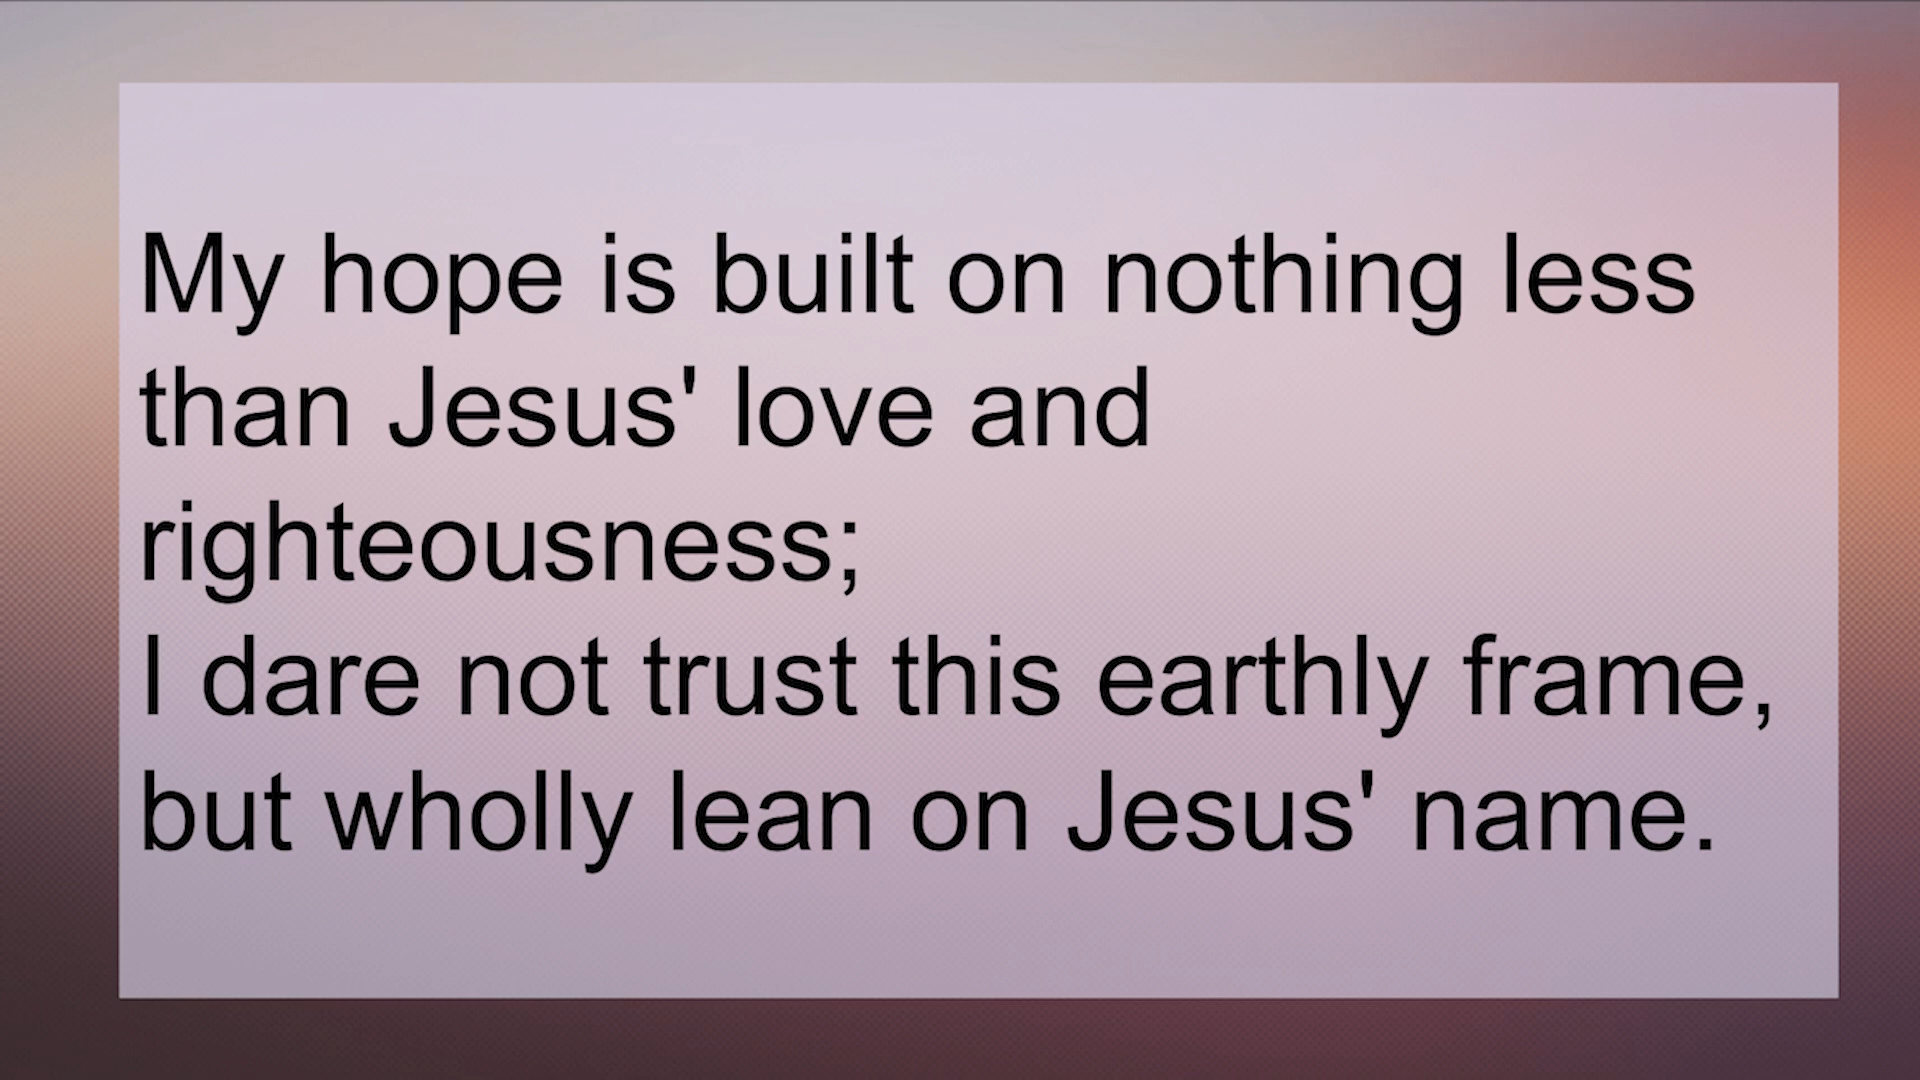 My hope is built on nothing less
than Jesus' love and
righteousness;
I dare not trust this earthly frame,
but wholly lean on Jesus' name.